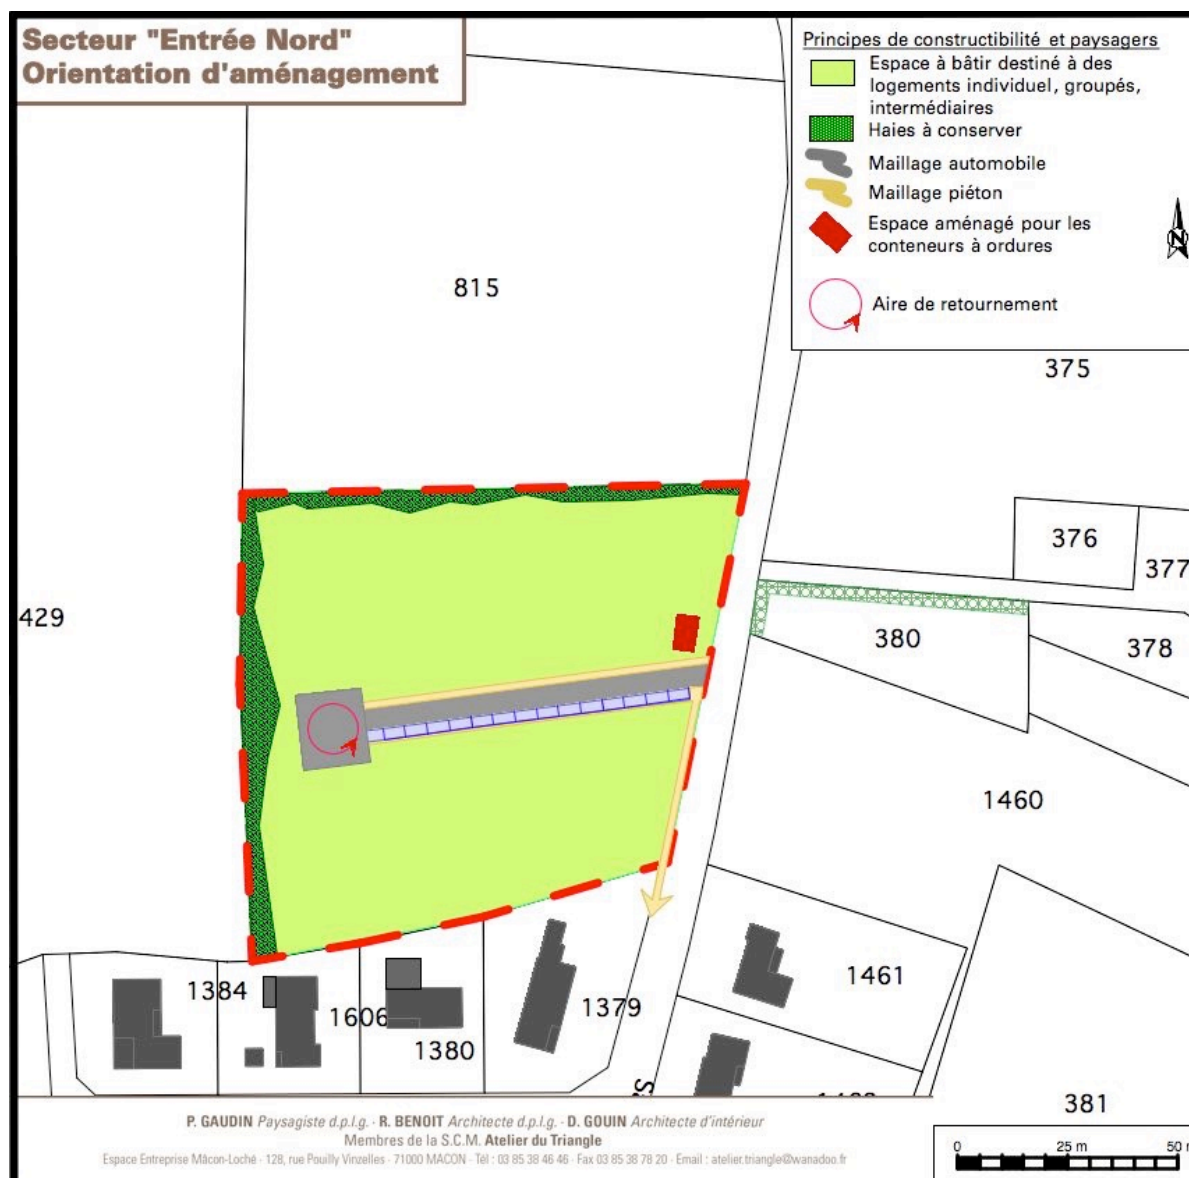 Secteur "Entrée Nord"
Orientation d'aménagement
Principes de constructibilité et paysagers
Espace à bâtir destiné à des
logements individuel, groupés,
intermédiaires
Haies à conserver
Maillage automobile
Maillage piéton
Espace aménagé pour les
conteneurs à ordures
N
Aire de retournement
815
375
376
377
429
380
378
1460
1384
1606
1380
1379
1461
381
P. GAUDIN Paysagiste d.p.l.g. - R. BENOIT Architecte d.p.l.g. - D. GOUIN Architecte d'intérieur
Membres de la S.C.M. Atelier du Triangle
Espace Entreprise Mâcon-Loché - 128, rue Pouilly Vinzelles - 71000 MACON - Tél : 03 85 38 46 46 - Fax 03 85 38 78 20 - Email : atelier.triangle@wanadoo.fr
0 25 m 50 m